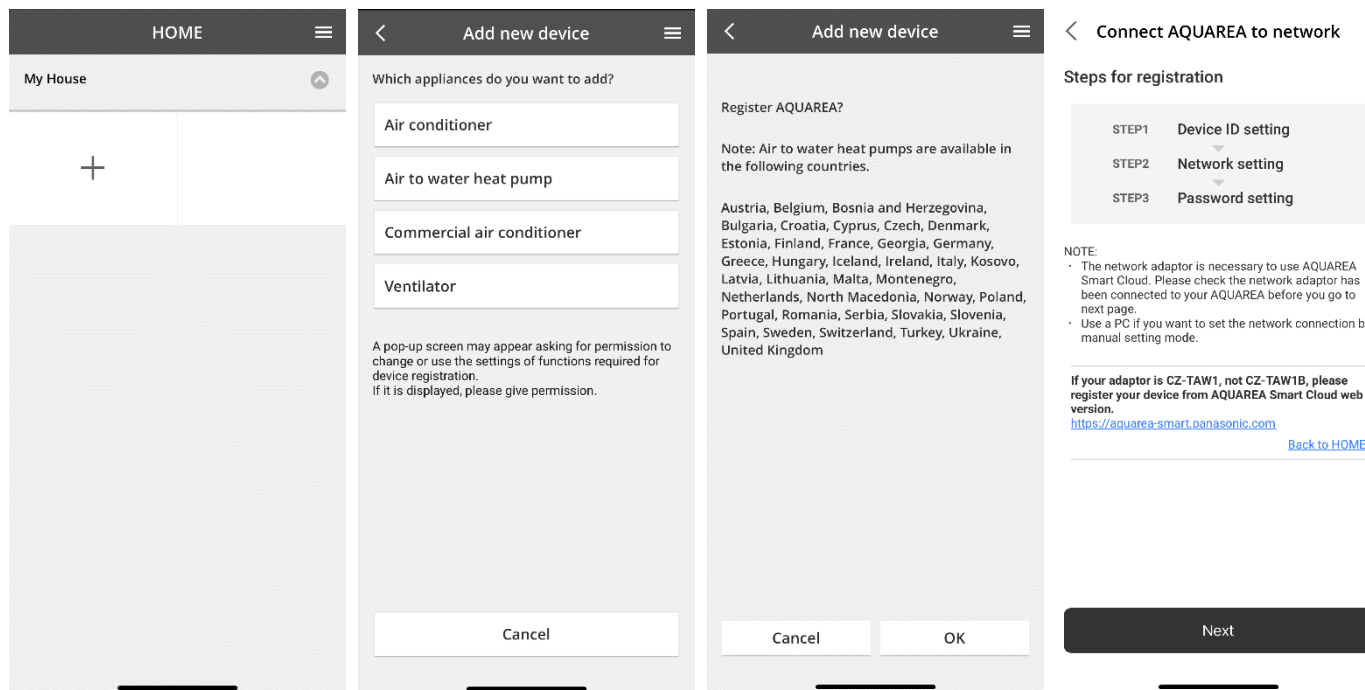 HOME
My House
Add new device
Which appliances do you want to add?
Air conditioner
Air to water heat pump
Commercial air conditioner
Ventilator
A pop-up screen may appear asking for permission to
change or use the settings of functions required for
device registration.
If it is displayed, please give permission.
Cancel
Add new device
Register AQUAREA?
Note: Air to water heat pumps are available in
the following countries.
Austria, Belgium, Bosnia and Herzegovina,
Bulgaria, Croatia, Cyprus, Czech, Denmark,
Estonia, Finland, France, Georgia, Germany,
Greece, Hungary, Iceland, Ireland, Italy, Kosovo,
Latvia, Lithuania, Malta, Montenegro,
Netherlands, North Macedonia, Norway, Poland,
Portugal, Romania, Serbia, Slovakia, Slovenia,
Spain, Sweden, Switzerland, Turkey, Ukraine,
United Kingdom
Cancel OK
Connect AQUAREA to network
Steps for registration
STEP1 Device ID setting
STEP2 Network setting
STEP3 Password setting
NOTE:
· The network adaptor is necessary to use AQUAREA
Smart Cloud. Please check the network adaptor has
been connected to your AQUAREA before you go to
next page.
· Use a PC if you want to set the network connection b
manual setting mode.
If your adaptor is CZ-TAW1, not CZ-TAW1B, please
register your device from AQUAREA Smart Cloud web
version.
https://aquarea-smart.panasonic.com
Back to HOME
Next